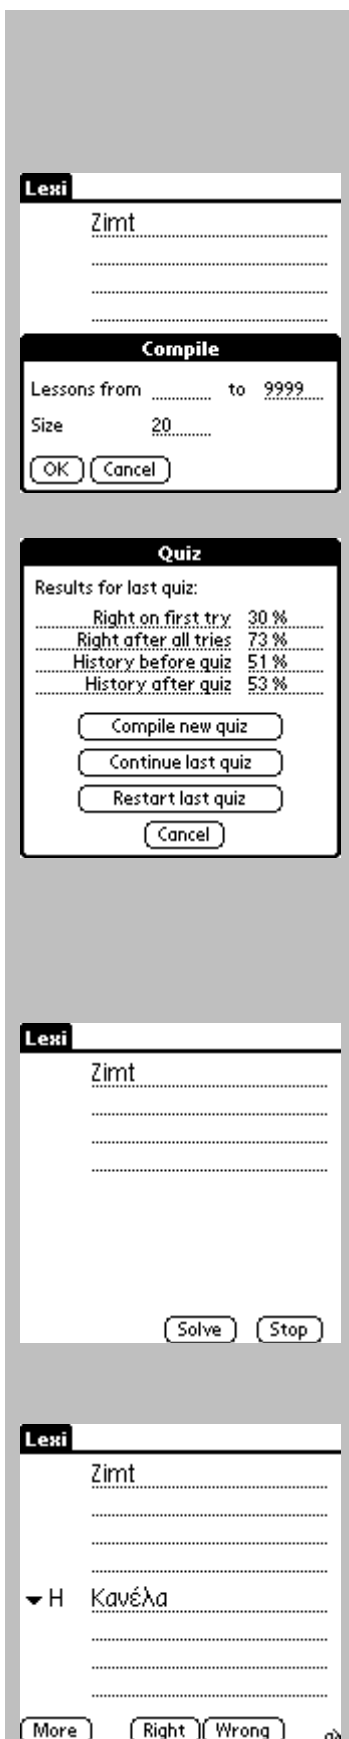 Lexi
Zimt
Compile
Lessons from to 9999
Size 20
OK Cancel
Quiz
Results for last quiz:
Right on first try 30 %
Right after all tries 73 %
History before quiz 51 %
History after quiz 53 %
Compile new quiz
Continue last quiz
Restart last quiz
Cancel
Lexi
Zimt
Solve Stop
Lexi
Zimt
Η Κανέλα
More Right Wrong